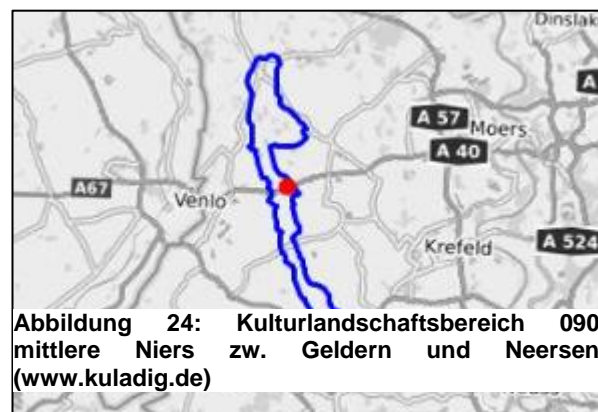 Dinslak
A
A 57
Moers
A 40
A67
Venlo
Krefeld
A 524
Abbildung 24: Kulturlandschaftsbereich 090
mittlere Niers zw. Geldern und Neersen
(www.kuladig.de)